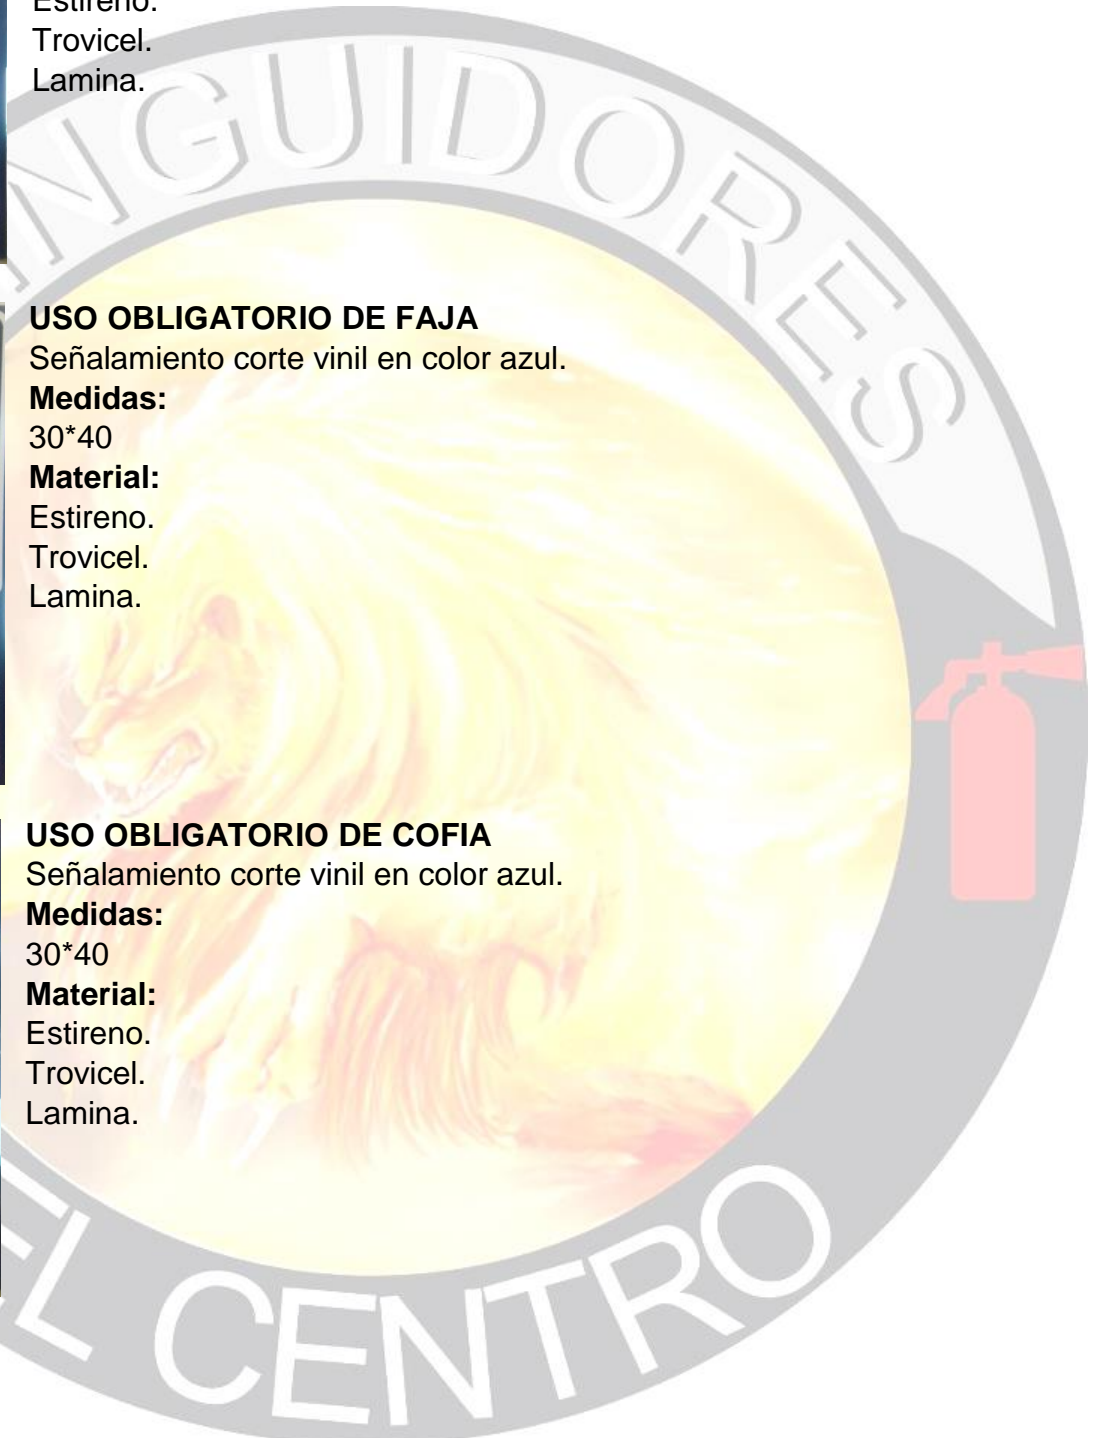 Estireno.
Trovicel.
Lamina.
USO OBLIGATORIO DE FAJA
Señalamiento corte vinil en color azul.
Medidas:
30*40
Material:
Estireno.
Trovicel.
Lamina.
USO OBLIGATORIO DE COFIA
Señalamiento corte vinil en color azul.
Medidas:
30*40
Material:
Estireno.
Trovicel.
Lamina.
INGUIDORES
EL CENTRO